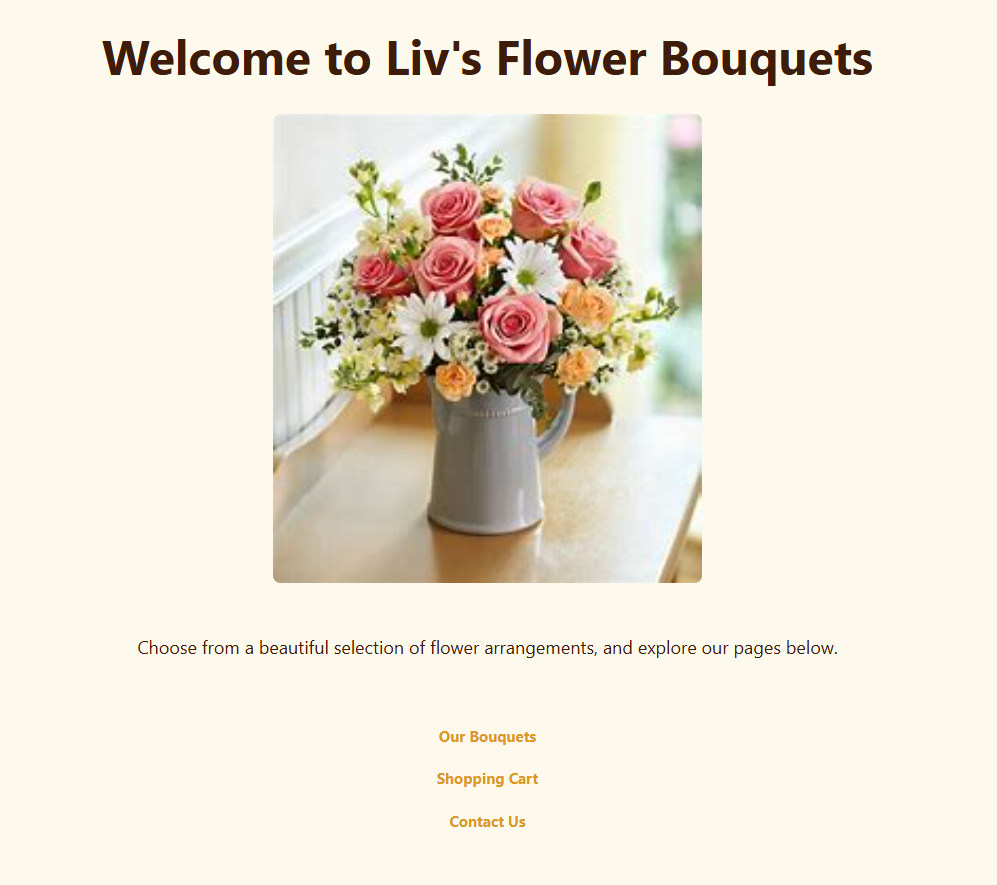 Welcome to Liv's Flower Bouquets
Choose from a beautiful selection of flower arrangements, and explore our pages below.
Our Bouquets
Shopping Cart
Contact Us